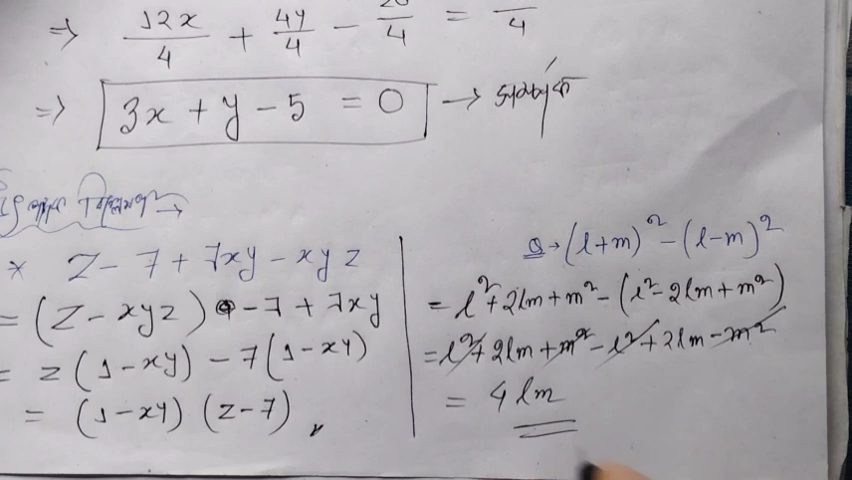 ⇒ 12x/4 + 4y/4 − 20/4 = /4
⇒ 3x + y − 5 = 0 →
→
* z − 7 + 7xy − xyz
= (z − xyz) − 7 + 7xy
= z(1 − xy) − 7(1 − xy)
= (1 − xy) (z − 7)
Q → (l+m)² − (l−m)²
= l² + 2lm + m² − (l² − 2lm + m²)
= l² + 2lm + m² − l² + 2lm − m²
= 4lm